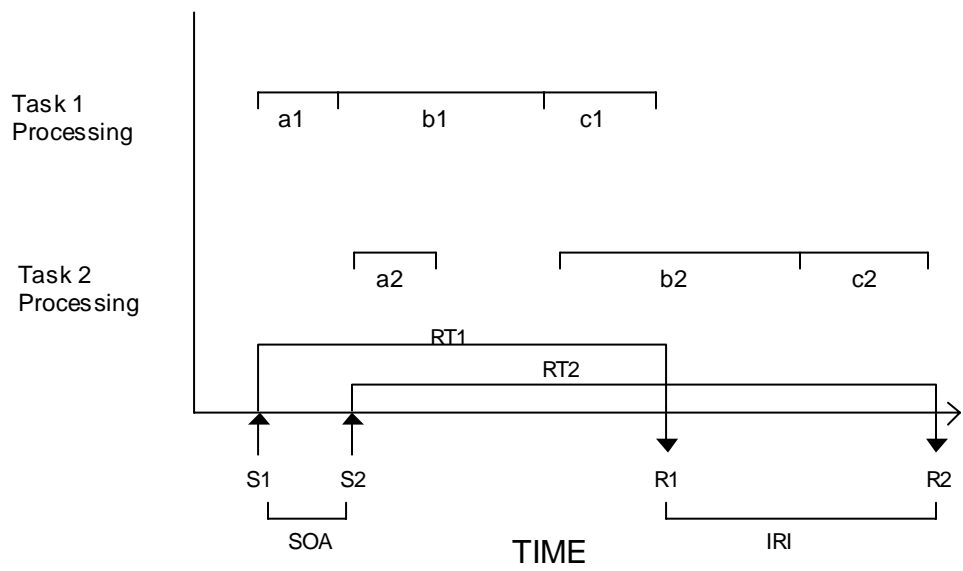 Task 1
Processing
a1 b1 c1
Task 2
Processing
a2 b2 c2
RT1
RT2
S1 S2 R1 R2
SOA IRI
TIME